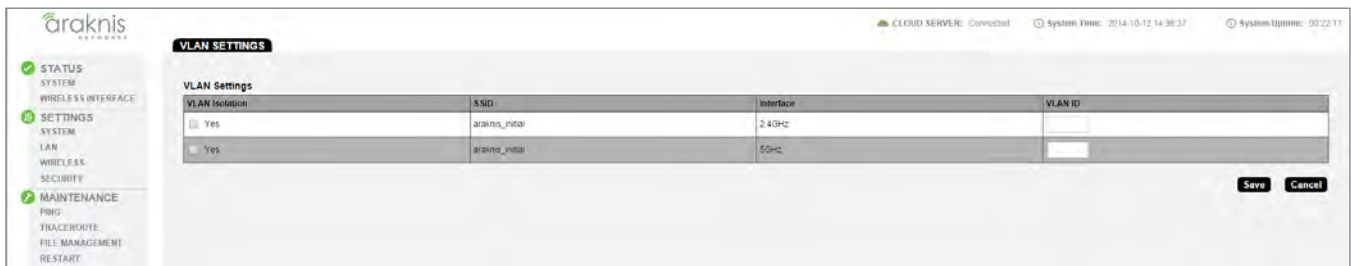 araknis
NETWORKS
CLOUD SERVER: Connected
System Time: 2014-10-12 14:36:37
System Uptime: 00:22:11
VLAN SETTINGS
STATUS
SYSTEM
WIRELESS INTERFACE
SETTINGS
SYSTEM
LAN
WIRELESS
SECURITY
MAINTENANCE
PING
TRACEROUTE
FILE MANAGEMENT
RESTART
VLAN Settings
VLAN Isolation SSID Interface VLAN ID
Yes araknis_initial 2.4GHz
Yes araknis_initial 5GHz
Save Cancel